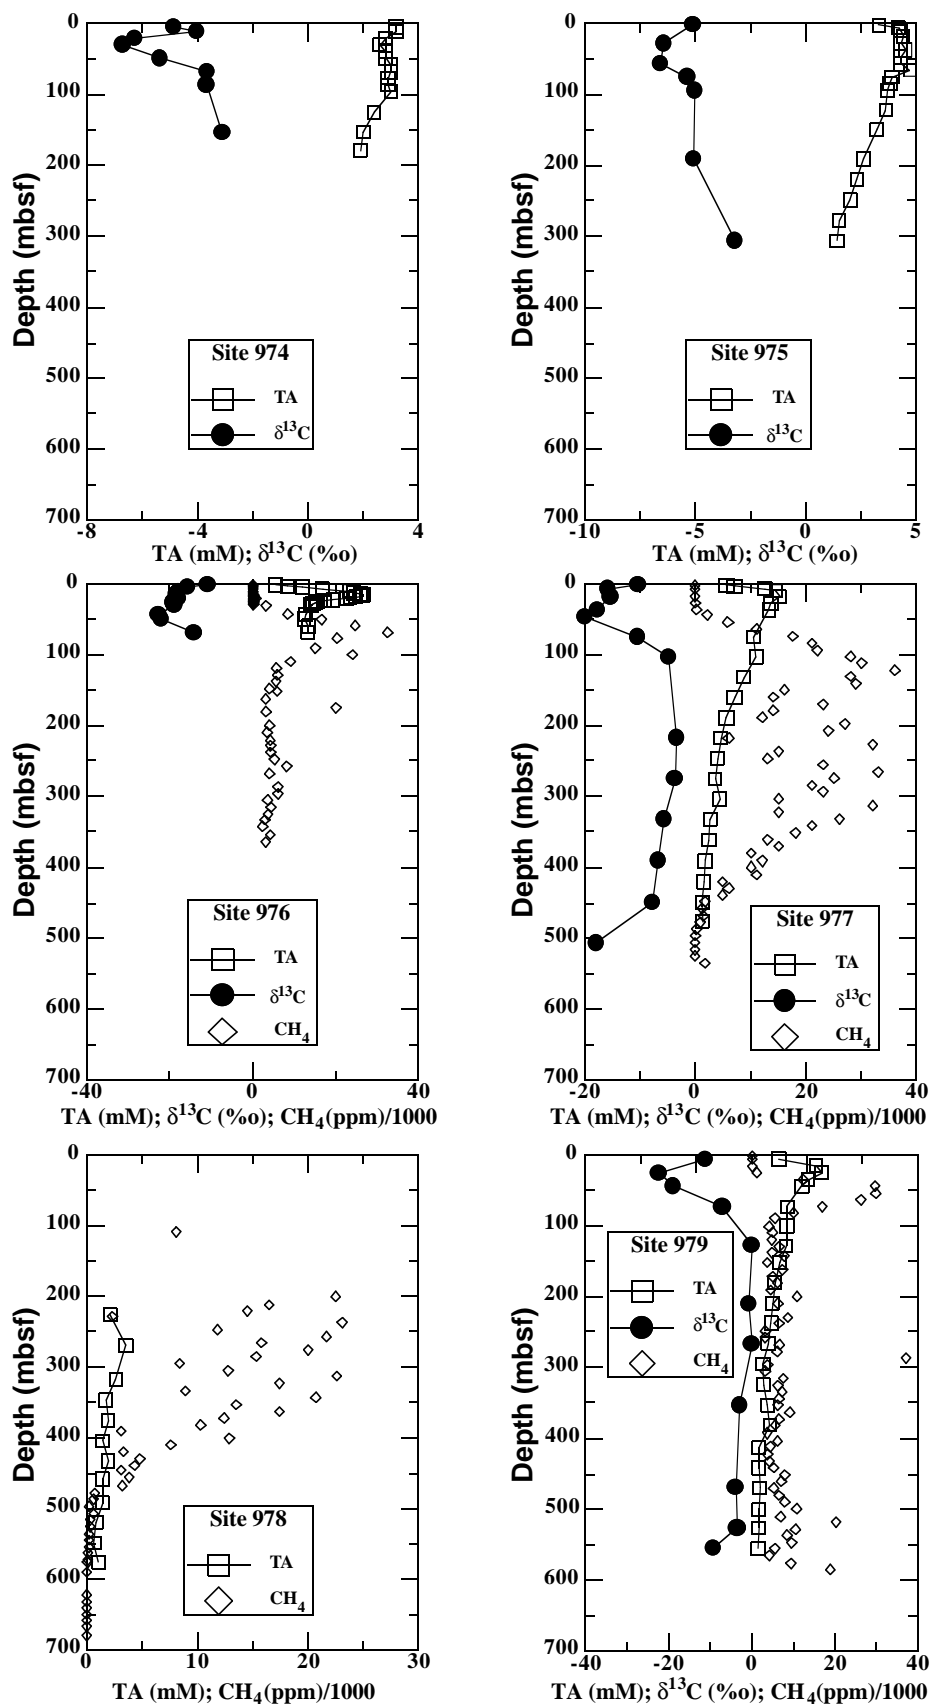 0
100
200
300
400
500
600
700
Depth (mbsf)
Site 974
TA
δ13C
-8
-4
0
4
TA (mM); δ13C (%o)
0
100
200
300
400
500
600
700
Depth (mbsf)
Site 975
TA
δ13C
-10
-5
0
5
TA (mM); δ13C (%o)
0
100
200
300
400
500
600
700
Depth (mbsf)
Site 976
TA
δ13C
CH4
-40
0
40
TA (mM); δ13C (%o); CH4(ppm)/1000
0
100
200
300
400
500
600
700
Depth (mbsf)
Site 977
TA
δ13C
CH4
-20
0
20
40
TA (mM); δ13C (%o); CH4(ppm)/1000
0
100
200
300
400
500
600
700
Depth (mbsf)
Site 978
TA
CH4
0
10
20
30
TA (mM); CH4(ppm)/1000
0
100
200
300
400
500
600
700
Depth (mbsf)
Site 979
TA
δ13C
CH4
-40
-20
0
20
40
TA (mM); δ13C (%o); CH4(ppm)/1000